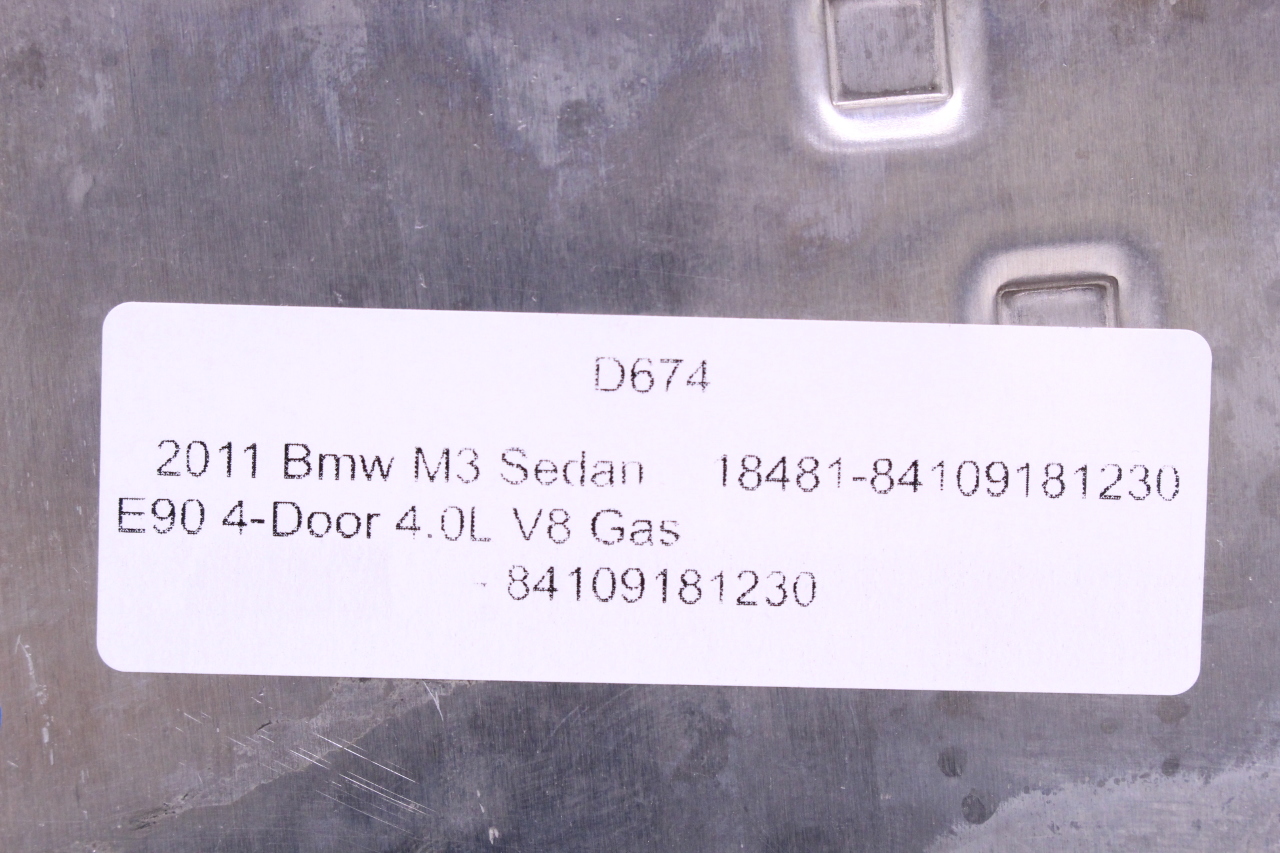 D674
2011 Bmw M3 Sedan 18481-84109181230
E90 4-Door 4.0L V8 Gas
- 84109181230